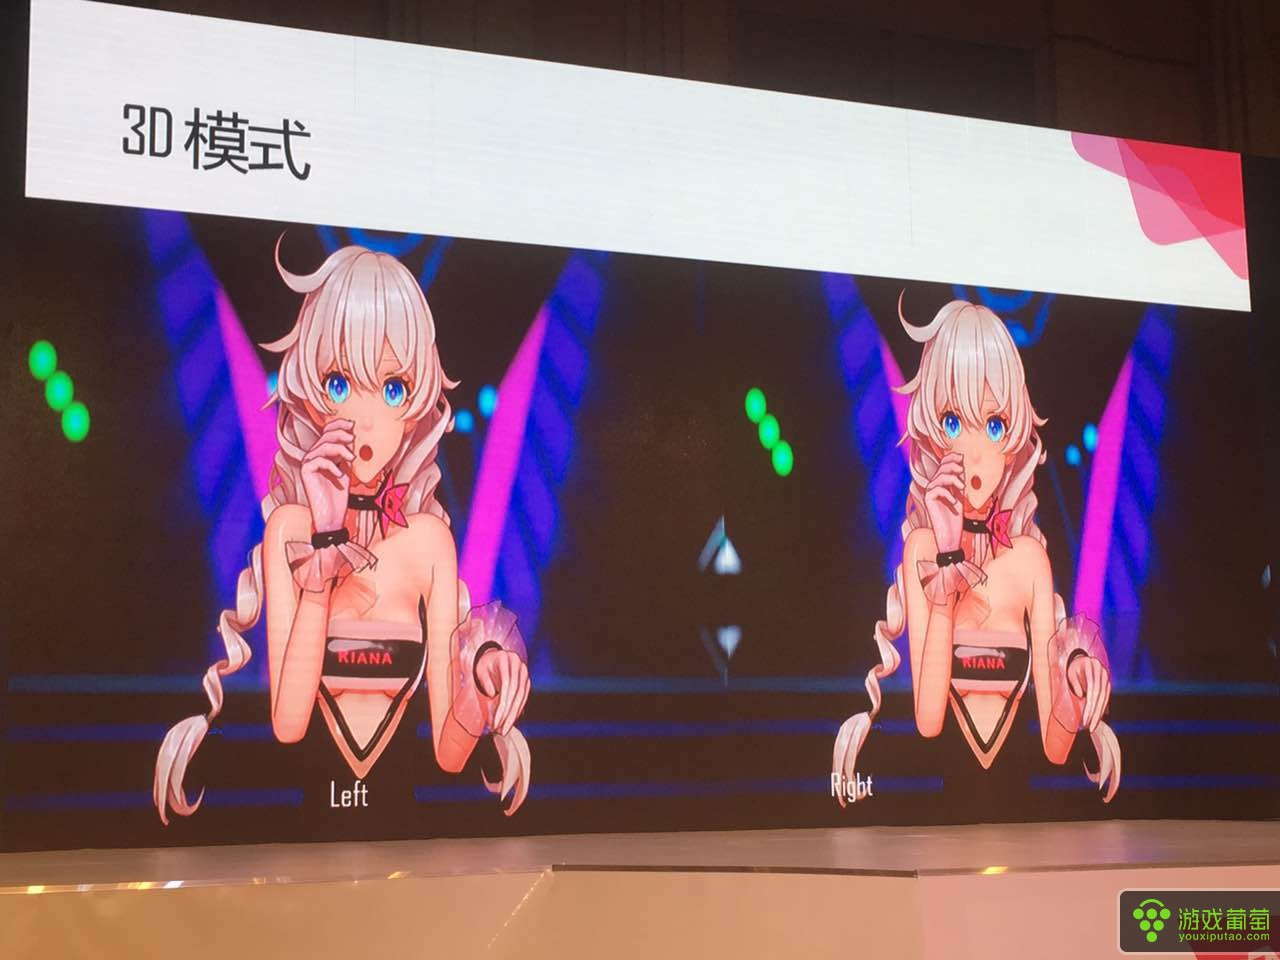 3D 模式
KIANA
KIANA
Left
Right
游戏葡萄
youxiputao.com